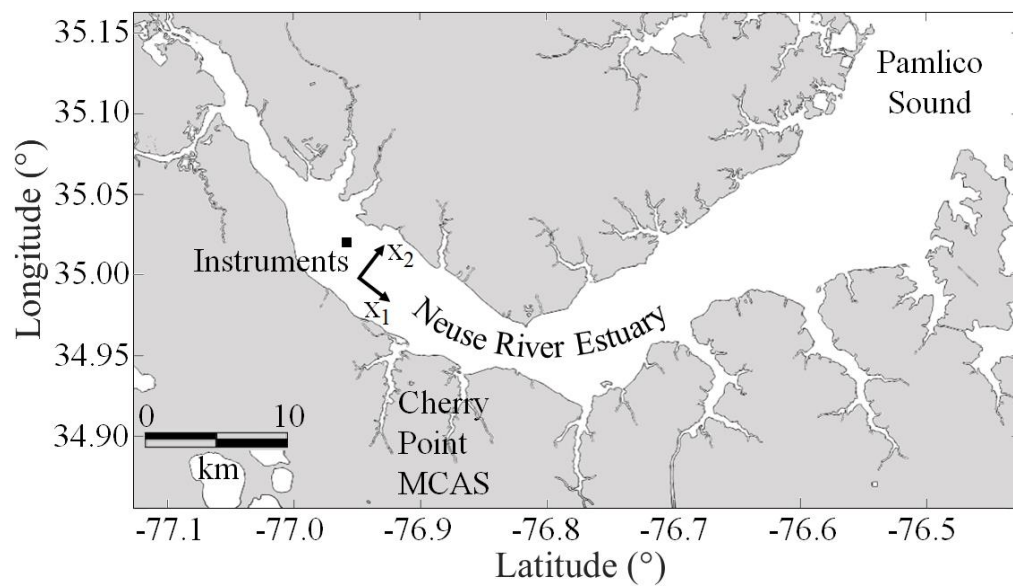 35.15
35.10
35.05
35.00
34.95
34.90
Longitude (°)
Pamlico
Sound
Instruments
x2
x1
Neuse River Estuary
Cherry
Point
MCAS
0 10
km
-77.1 -77.0 -76.9 -76.8 -76.7 -76.6 -76.5
Latitude (°)